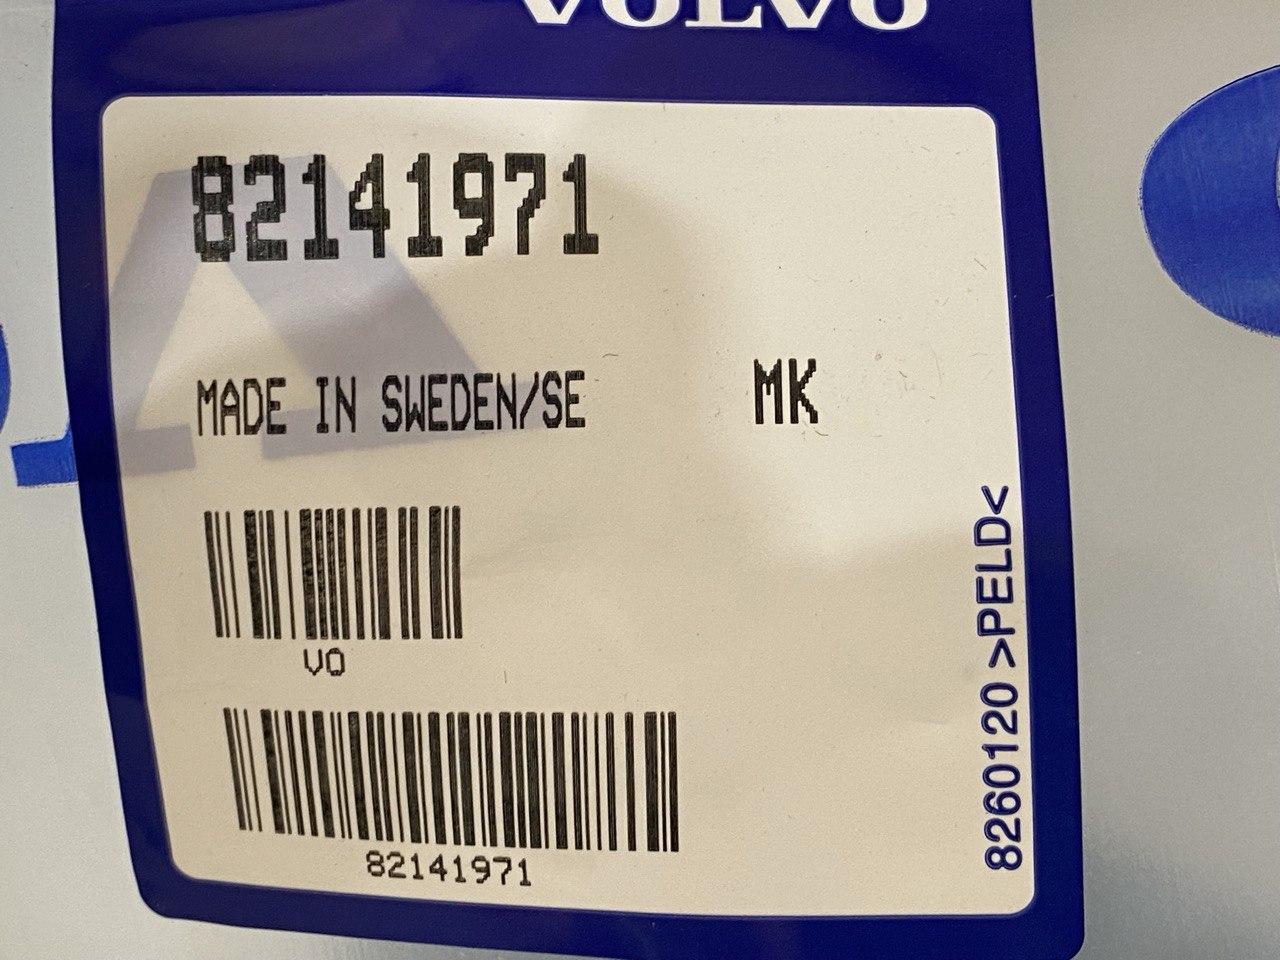 VOLVO
82141971
MADE IN SWEDEN/SE MK
VO
82141971
8260120 >PELD<